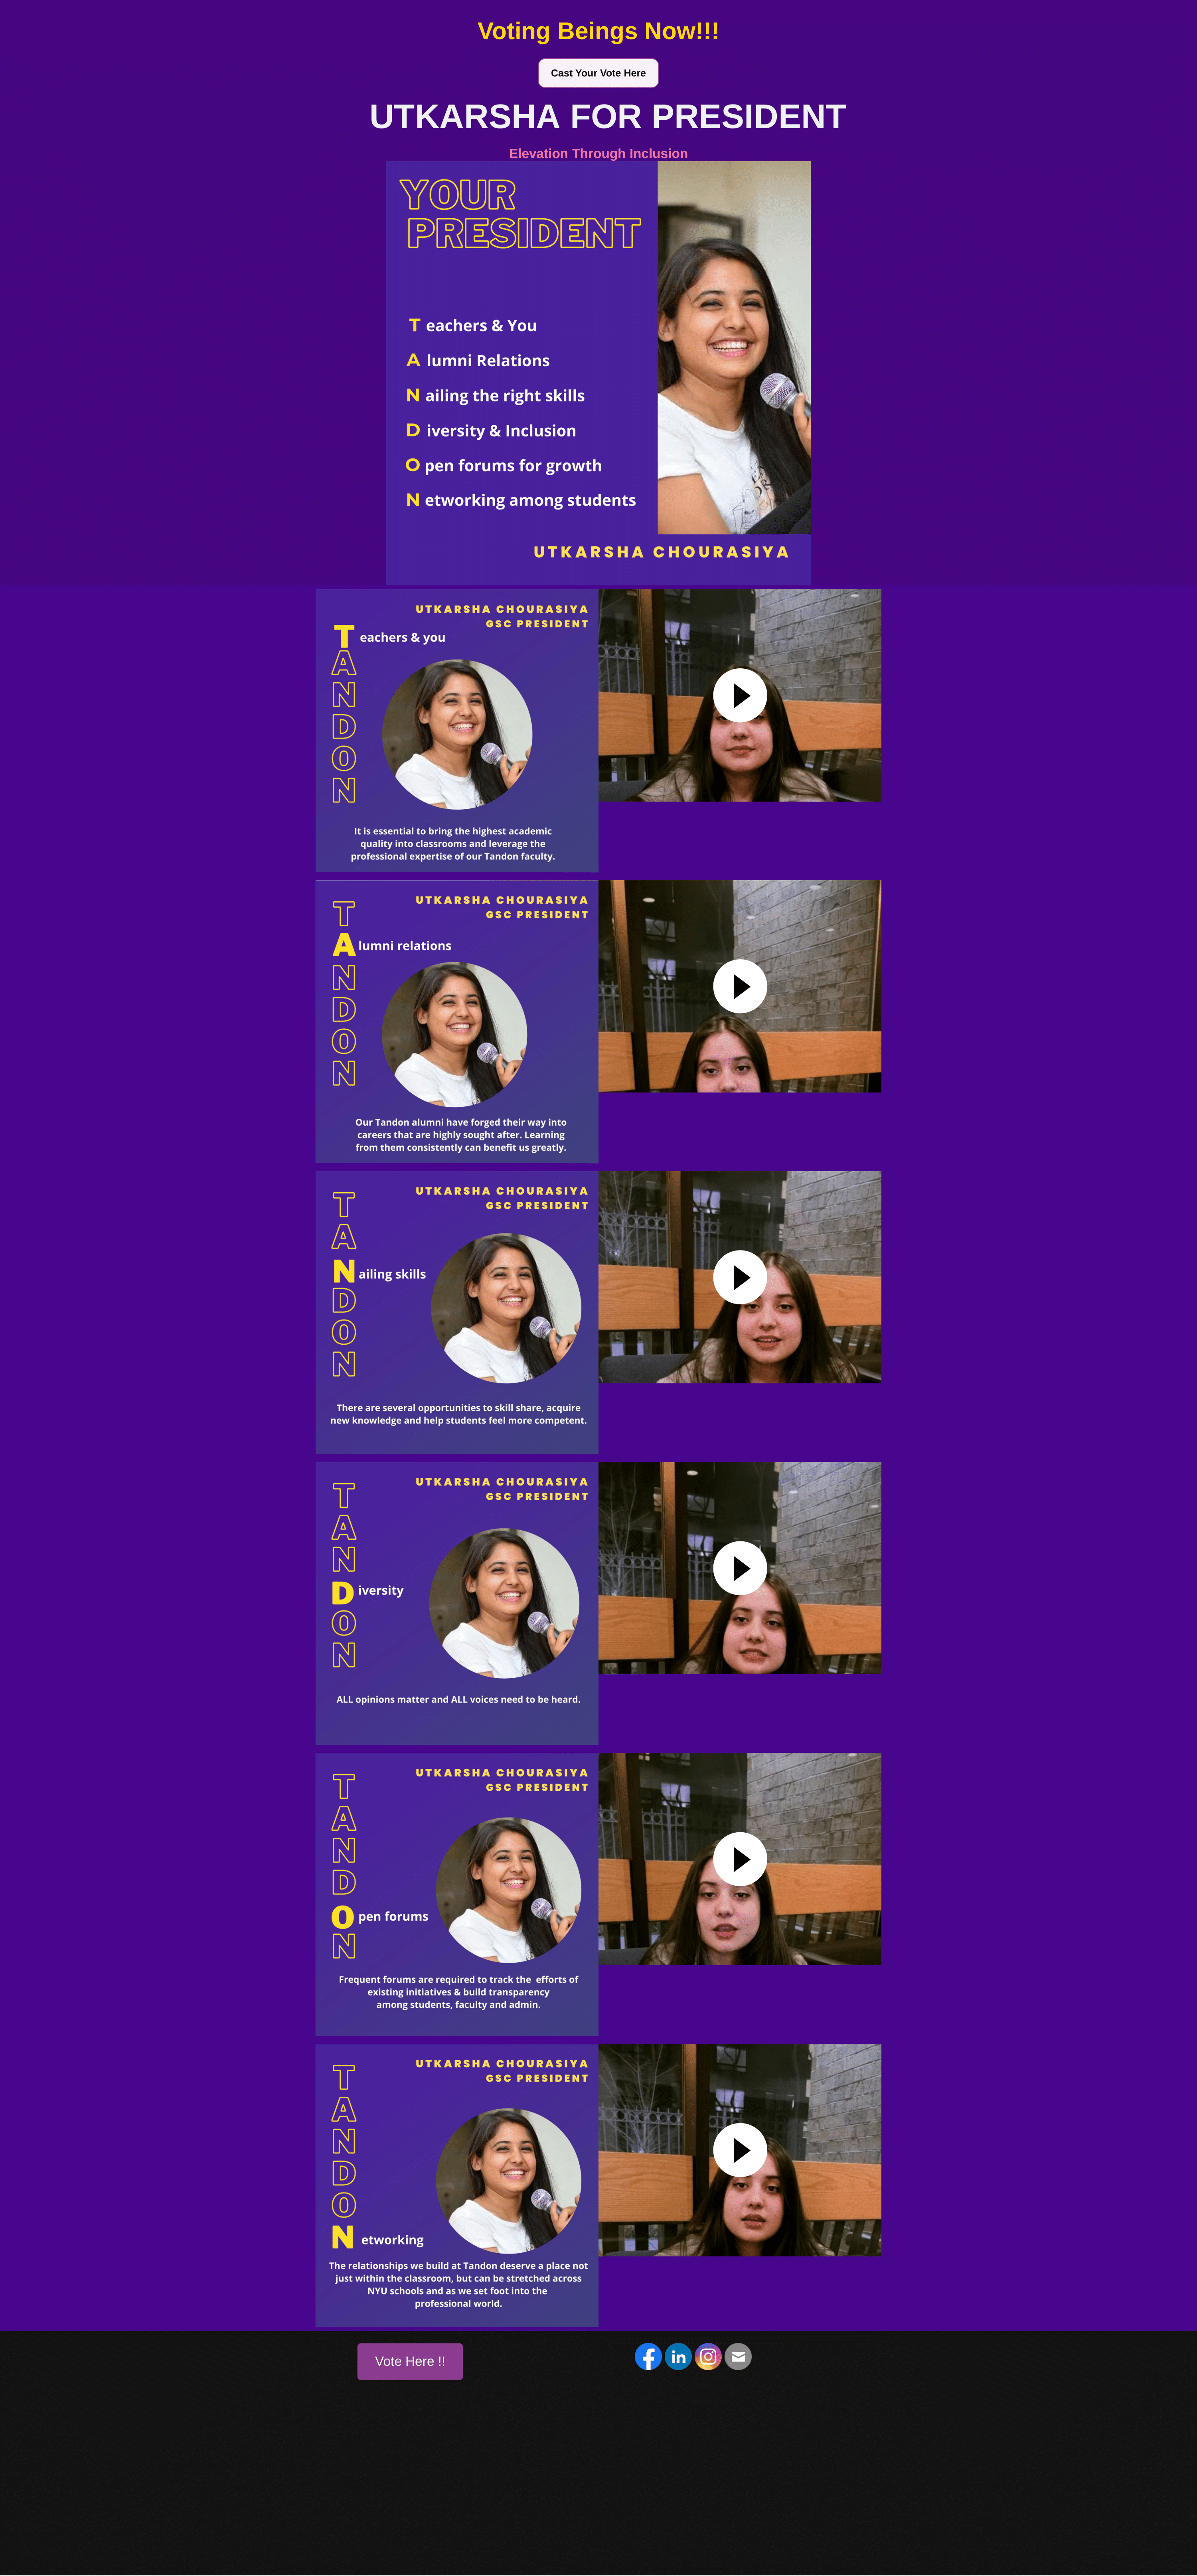 Voting Beings Now!!!
Cast Your Vote Here
UTKARSHA FOR PRESIDENT
Elevation Through Inclusion
YOUR
PRESIDENT
T eachers & You
A lumni Relations
N ailing the right skills
D iversity & Inclusion
O pen forums for growth
N etworking among students
UTKARSHA CHOURASIYA
UTKARSHA CHOURASIYA
GSC PRESIDENT
T eachers & you
A
N
D
O
N
It is essential to bring the highest academic
quality into classrooms and leverage the
professional expertise of our Tandon faculty.
UTKARSHA CHOURASIYA
GSC PRESIDENT
T
A lumni relations
N
D
O
N
Our Tandon alumni have forged their way into
careers that are highly sought after. Learning
from them consistently can benefit us greatly.
UTKARSHA CHOURASIYA
GSC PRESIDENT
T
A
N ailing skills
D
O
N
There are several opportunities to skill share, acquire
new knowledge and help students feel more competent.
UTKARSHA CHOURASIYA
GSC PRESIDENT
T
A
N
D iversity
O
N
ALL opinions matter and ALL voices need to be heard.
UTKARSHA CHOURASIYA
GSC PRESIDENT
T
A
N
D
O pen forums
N
Frequent forums are required to track the efforts of
existing initiatives & build transparency
among students, faculty and admin.
UTKARSHA CHOURASIYA
GSC PRESIDENT
T
A
N
D
O
N etworking
The relationships we build at Tandon deserve a place not
just within the classroom, but can be stretched across
NYU schools and as we set foot into the
professional world.
Vote Here !!